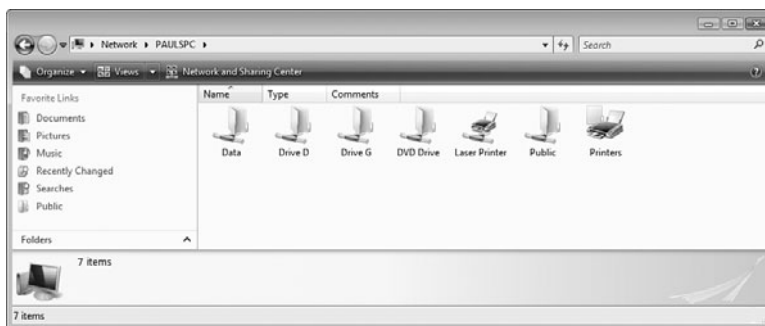 Network ▸ PAULSPC ▸
Search
Organize
Views
Network and Sharing Center
Favorite Links
Documents
Pictures
Music
Recently Changed
Searches
Public
Folders
Name Type Comments
Data Drive D Drive G DVD Drive Laser Printer Public Printers
7 items
7 items